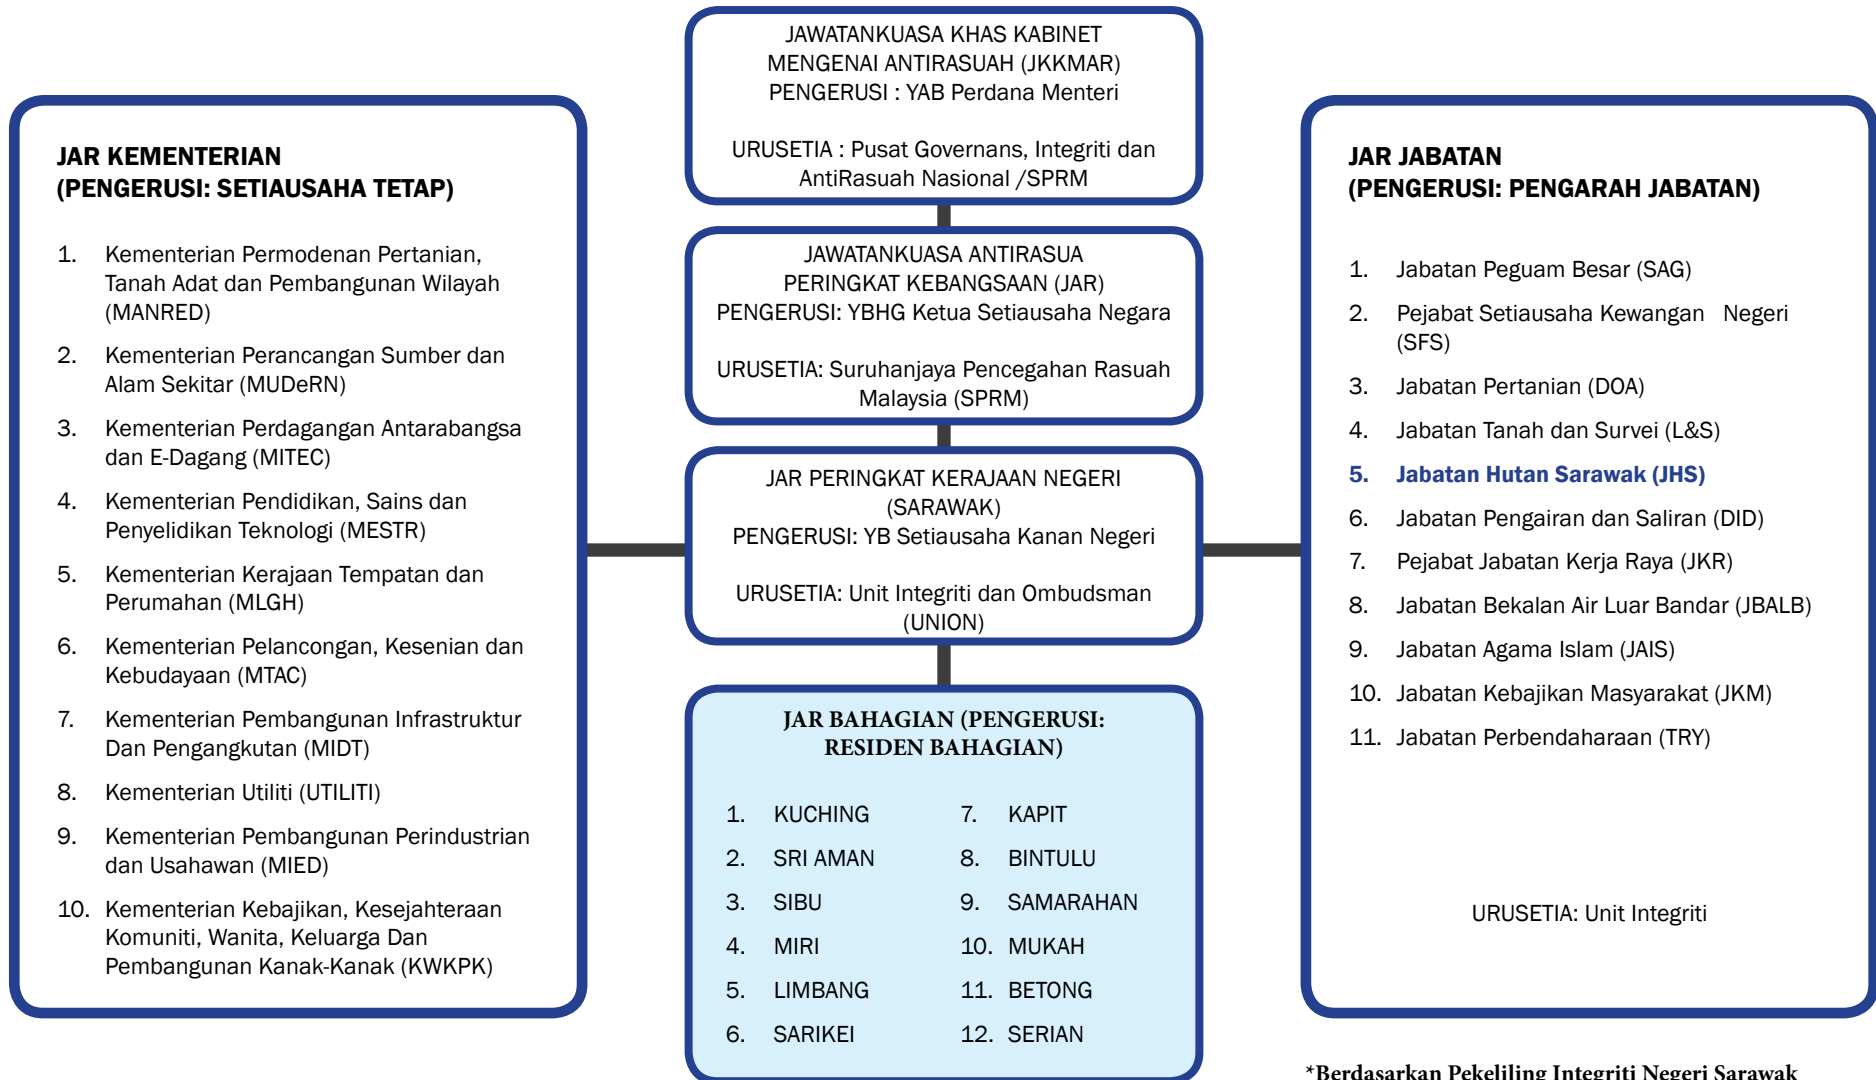 JAWATANKUASA KHAS KABINET
MENGENAI ANTIRASUAH (JKKMAR)
PENGERUSI : YAB Perdana Menteri
URUSETIA : Pusat Governans, Integriti dan
AntiRasuah Nasional /SPRM
JAWATANKUASA ANTIRASUA
PERINGKAT KEBANGSAAN (JAR)
PENGERUSI: YBHG Ketua Setiausaha Negara
URUSETIA: Suruhanjaya Pencegahan Rasuah
Malaysia (SPRM)
JAR PERINGKAT KERAJAAN NEGERI
(SARAWAK)
PENGERUSI: YB Setiausaha Kanan Negeri
URUSETIA: Unit Integriti dan Ombudsman
(UNION)
JAR KEMENTERIAN
(PENGERUSI: SETIAUSAHA TETAP)
1. Kementerian Permodenan Pertanian,
Tanah Adat dan Pembangunan Wilayah
(MANRED)
2. Kementerian Perancangan Sumber dan
Alam Sekitar (MUDeRN)
3. Kementerian Perdagangan Antarabangsa
dan E-Dagang (MITEC)
4. Kementerian Pendidikan, Sains dan
Penyelidikan Teknologi (MESTR)
5. Kementerian Kerajaan Tempatan dan
Perumahan (MLGH)
6. Kementerian Pelancongan, Kesenian dan
Kebudayaan (MTAC)
7. Kementerian Pembangunan Infrastruktur
Dan Pengangkutan (MIDT)
8. Kementerian Utiliti (UTILITI)
9. Kementerian Pembangunan Perindustrian
dan Usahawan (MIED)
10. Kementerian Kebajikan, Kesejahteraan
Komuniti, Wanita, Keluarga Dan
Pembangunan Kanak-Kanak (KWKPK)
JAR BAHAGIAN (PENGERUSI:
RESIDEN BAHAGIAN)
1. KUCHING
2. SRI AMAN
3. SIBU
4. MIRI
5. LIMBANG
6. SARIKEI
7. KAPIT
8. BINTULU
9. SAMARAHAN
10. MUKAH
11. BETONG
12. SERIAN
JAR JABATAN
(PENGERUSI: PENGARAH JABATAN)
1. Jabatan Peguam Besar (SAG)
2. Pejabat Setiausaha Kewangan Negeri
(SFS)
3. Jabatan Pertanian (DOA)
4. Jabatan Tanah dan Survei (L&S)
5. Jabatan Hutan Sarawak (JHS)
6. Jabatan Pengairan dan Saliran (DID)
7. Pejabat Jabatan Kerja Raya (JKR)
8. Jabatan Bekalan Air Luar Bandar (JBALB)
9. Jabatan Agama Islam (JAIS)
10. Jabatan Kebajikan Masyarakat (JKM)
11. Jabatan Perbendaharaan (TRY)
URUSETIA: Unit Integriti
*Berdasarkan Pekeliling Integriti Negeri Sarawak